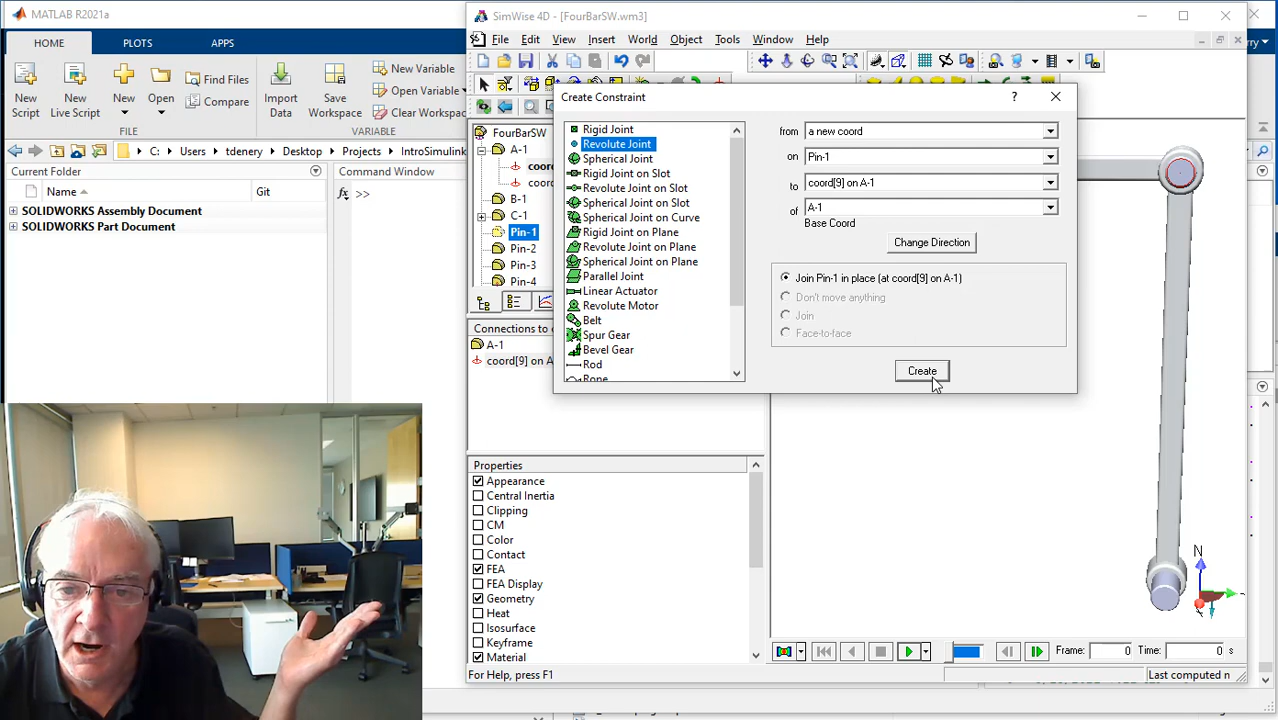 MATLAB R2021a
HOME
PLOTS
APPS
New Script
New Live Script
New
Open
Find Files
Compare
Import Data
Save Workspace
New Variable
Open Variable
Clear Workspac
FILE
VARIABLE
C: Users tdenery Desktop Projects IntroSimulink
Current Folder
Name
Git
SOLIDWORKS Assembly Document
SOLIDWORKS Part Document
Command Window
fx >>
SimWise 4D - [FourBarSW.wm3]
File Edit View Insert World Object Tools Window Help
FourBarSW
A-1
coor
coord
B-1
C-1
Pin-1
Pin-2
Pin-3
Pin-4
Connections to c
A-1
coord[9] on A
Create Constraint
Rigid Joint
Revolute Joint
Spherical Joint
Rigid Joint on Slot
Revolute Joint on Slot
Spherical Joint on Slot
Spherical Joint on Curve
Rigid Joint on Plane
Revolute Joint on Plane
Spherical Joint on Plane
Parallel Joint
Linear Actuator
Revolute Motor
Belt
Spur Gear
Bevel Gear
Rod
Rope
from a new coord
on Pin-1
to coord[9] on A-1
of A-1
Base Coord
Change Direction
Join Pin-1 in place (at coord[9] on A-1)
Don't move anything
Join
Face-to-face
Create
Properties
Appearance
Central Inertia
Clipping
CM
Color
Contact
FEA
FEA Display
Geometry
Heat
Isosurface
Keyframe
Material
N
Frame: 0 Time: 0 s
For Help, press F1
Last computed n